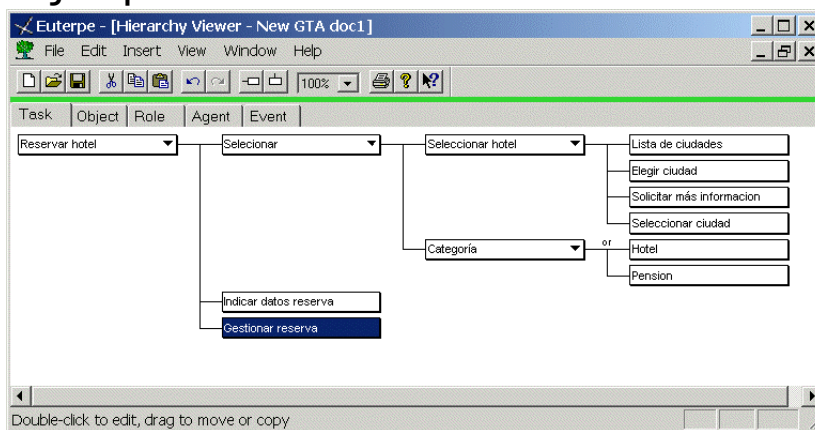 Euterpe - [Hierarchy Viewer - New GTA doc1]
File Edit Insert View Window Help
100%
Task Object Role Agent Event
Reservar hotel Selecionar Seleccionar hotel Lista de ciudades
Elegir ciudad
Solicitar más informacion
Seleccionar ciudad
Categoría or Hotel
Pension
Indicar datos reserva
Gestionar reserva
Double-click to edit, drag to move or copy